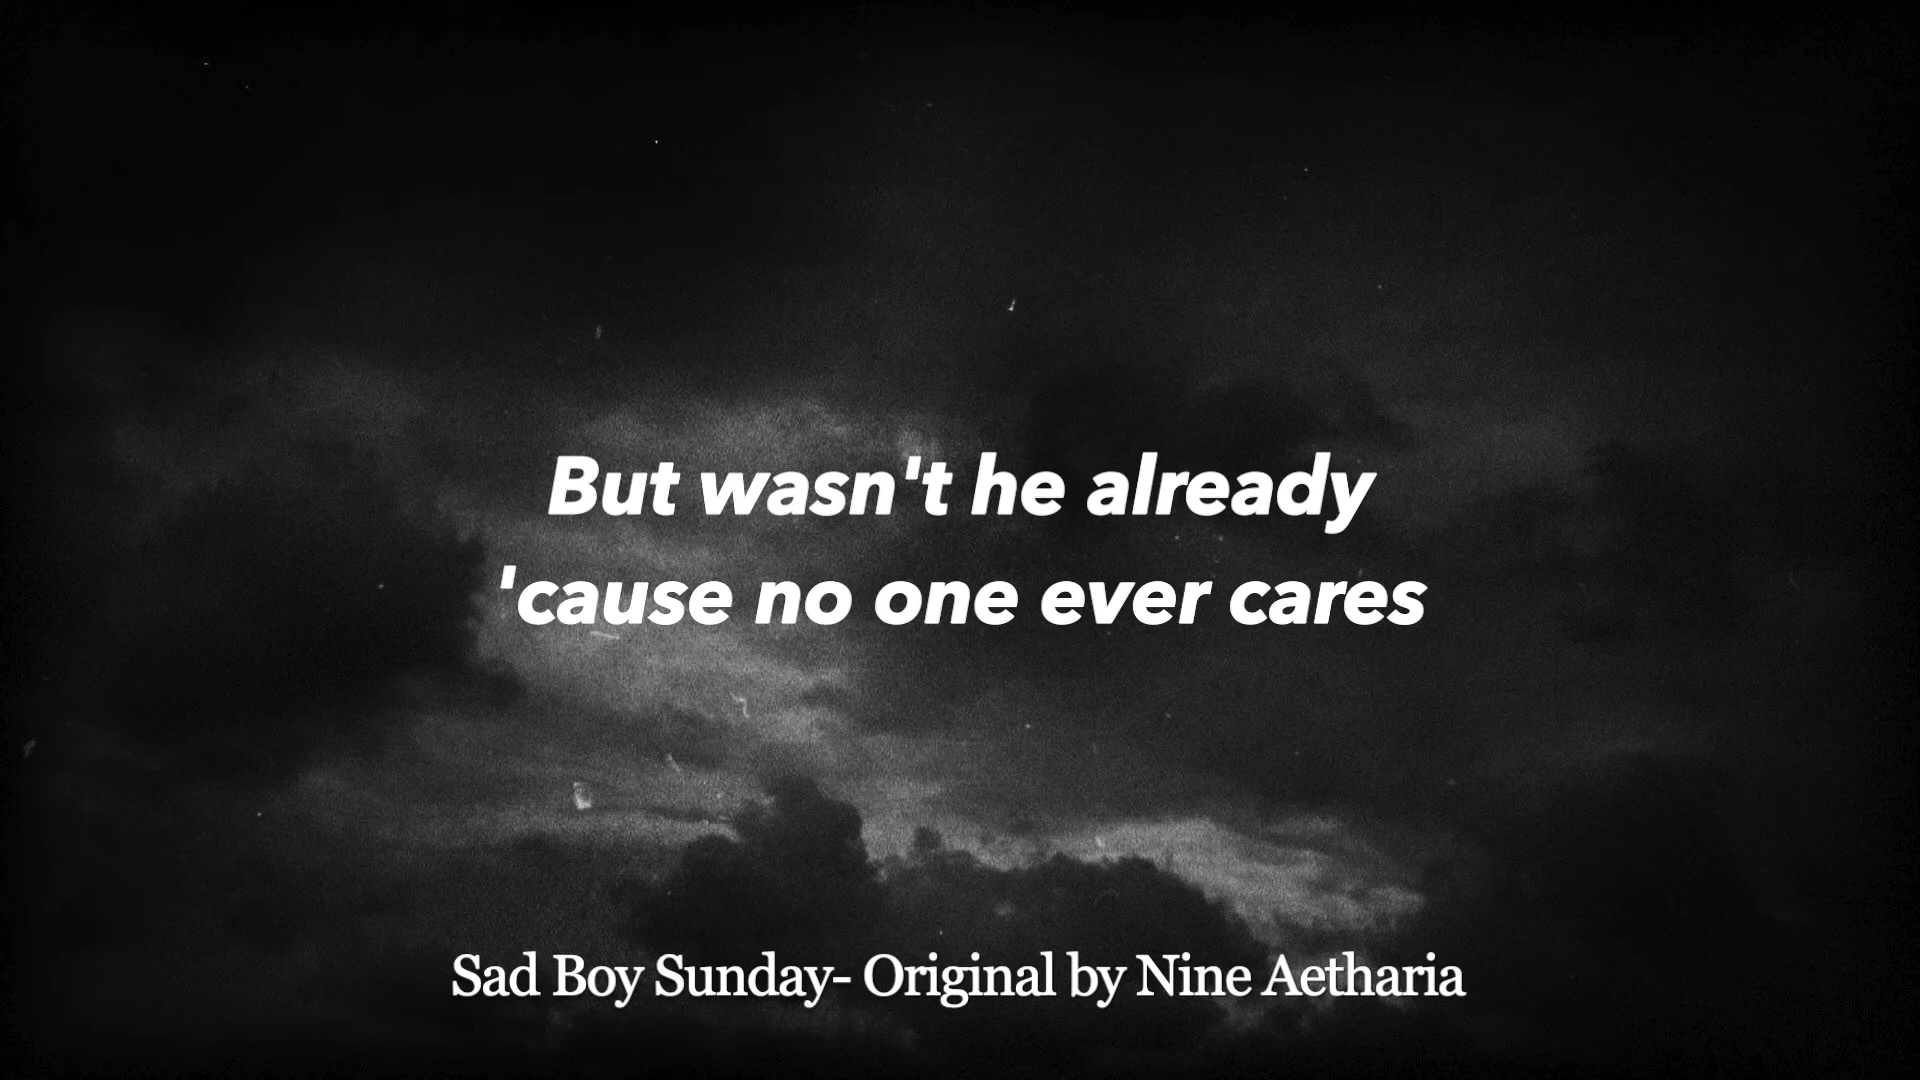 But wasn't he already
'cause no one ever cares
Sad Boy Sunday- Original by Nine Aetharia